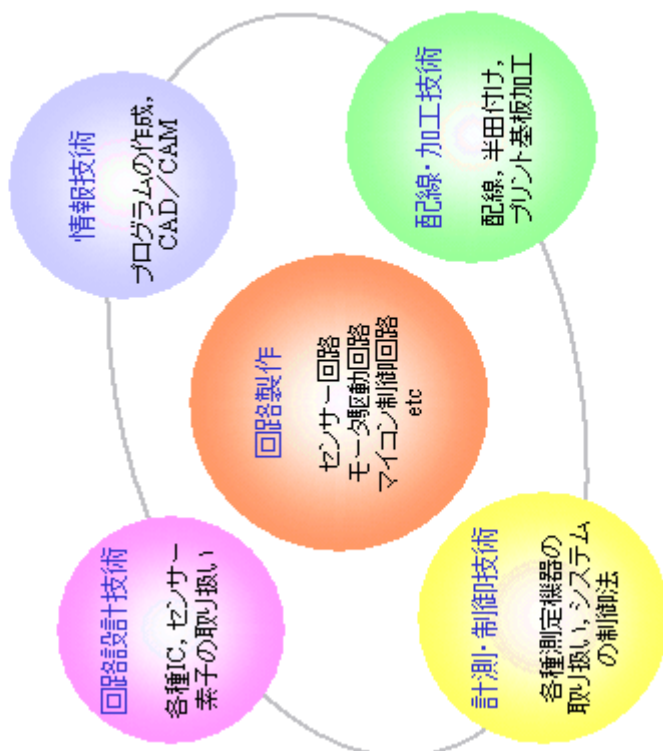 回路設計技術
各種IC，センサー
素子の取り扱い
情報技術
プログラムの作成，
CAD／CAM
回路製作
センサー回路
モータ駆動回路
マイコン制御回路
etc
計測・制御技術
各種測定機器の
取り扱い，システム
の制御法
配線・加工技術
配線，半田付け，
プリント基板加工